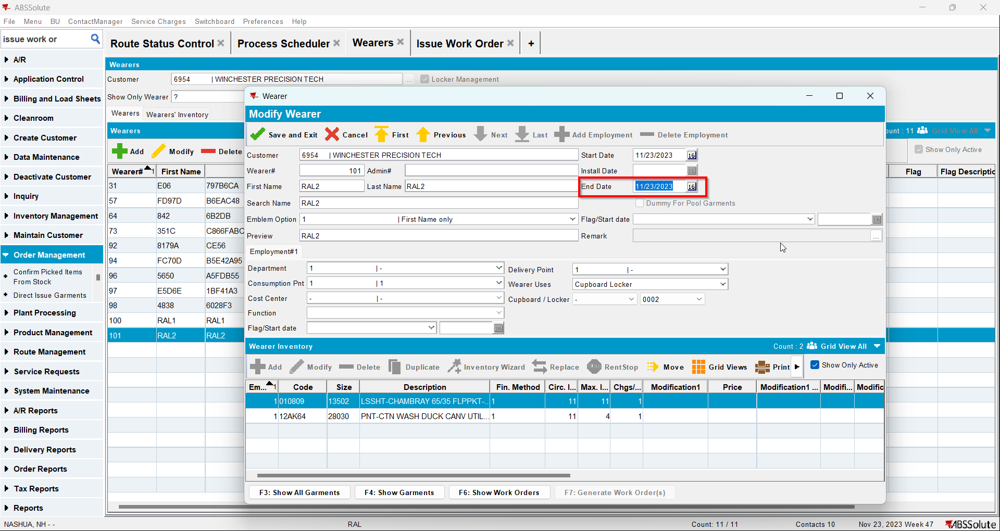 ABSSolute
File Menu BU ContactManager Service Charges Switchboard Preferences Help
issue work or
Route Status Control
Process Scheduler
Wearers
Issue Work Order
+
A/R
Application Control
Billing and Load Sheets
Cleanroom
Create Customer
Data Maintenance
Deactivate Customer
Inquiry
Inventory Management
Maintain Customer
Order Management
Confirm Picked Items
From Stock
Direct Issue Garments
Plant Processing
Product Management
Route Management
Service Requests
System Maintenance
A/R Reports
Billing Reports
Delivery Reports
Order Reports
Tax Reports
Reports
Wearers
Customer 6954 | WINCHESTER PRECISION TECH ... Locker Management
Show Only Wearer ?
Wearers Wearers' Inventory
Wearers
ount : 11 Grid View All
Add Modify Delete
Show Only Active
Wearer# 1 First Name
Flag Flag Descriptio
31 E06 797B6CA
57 FD97D B6EAC48
64 842 6B2DB
73 351C C866FABC
92 8179A CE56
94 FC70D B5E42A95
96 5650 A5FDB55
97 E5D6E 1BF41A3
98 4838 6028F3
100 RAL1 RAL1
101 RAL2 RAL2
Wearer
Modify Wearer
Save and Exit Cancel First Previous Next Last Add Employment Delete Employment
Customer 6954 | WINCHESTER PRECISION TECH Start Date 11/23/2023 16
Wearer# 101 Admin# Install Date 16
First Name RAL2 Last Name RAL2 End Date 11/23/2023 16
Search Name RAL2 Dummy For Pool Garments
Emblem Option 1 | First Name only Flag/Start date 16
Preview RAL2 Remark ...
Employment#1
Department 1 | - Delivery Point 1 | -
Consumption Pnt 1 | 1 Wearer Uses Cupboard Locker
Cost Center - | - Cupboard / Locker - 0002
Function
Flag/Start date 16
Wearer Inventory Count : 2 Grid View All
Add Modify Delete Duplicate Inventory Wizard Replace RentStop Move Grid Views Print Show Only Active
Em... 1 Code Size Description Fin. Method Circ. I... Max. I... Chgs/... Modification1 Price Modification1 ... Modifi... Modific
1 010809 13502 LSSHT-CHAMBRAY 65/35 FLPPKT-... 1 11 11 1
1 12AK64 28030 PNT-CTN WASH DUCK CANV UTIL... 1 11 4 1
F3: Show All Garments F4: Show Garments F6: Show Work Orders F7: Generate Work Order(s)
NASHUA, NH - - RAL Count: 11 / 11 Contacts 10 Nov 23, 2023 Week 47 ABSSolute